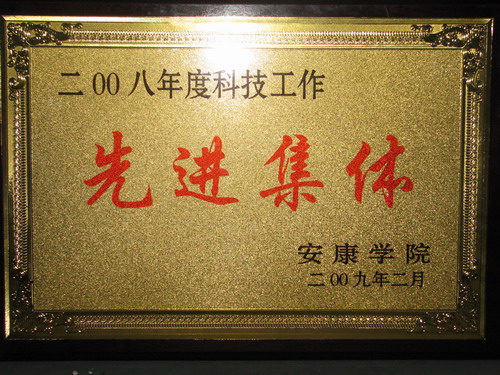 二00八年度科技工作
先进集体
安康学院
二00九年二月